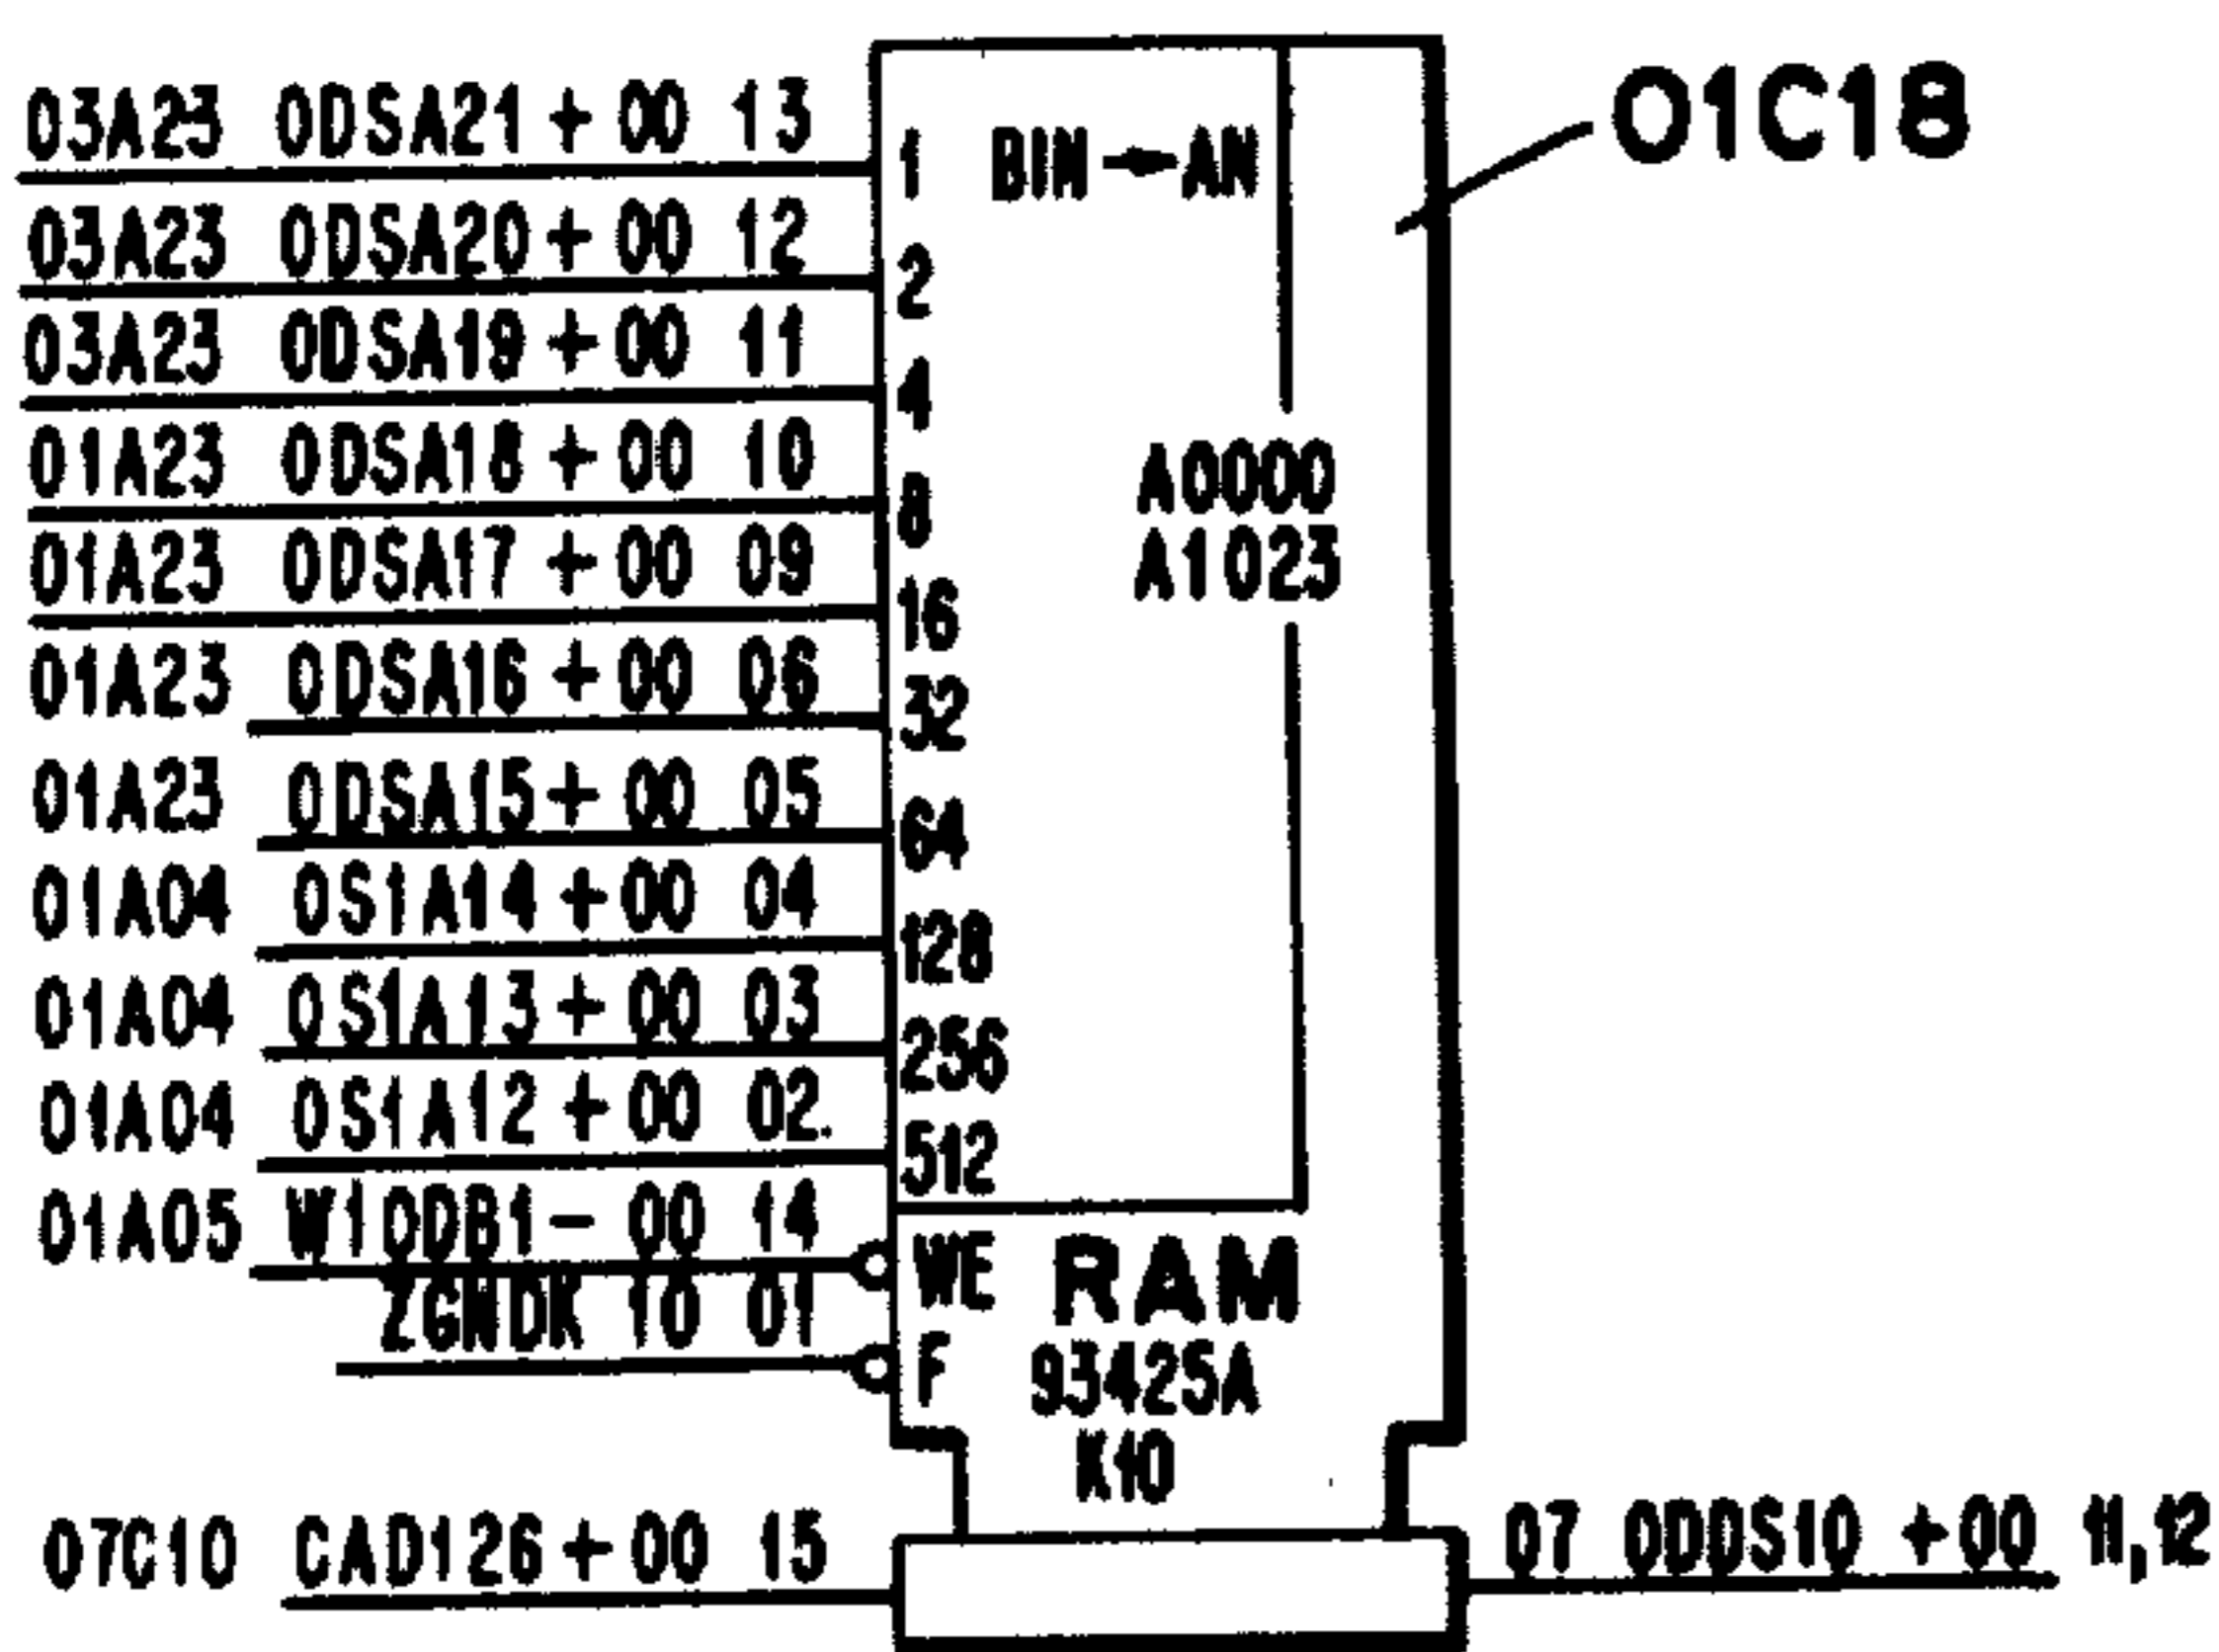 03A23 0DSA21+00 13 1 BIN→AN 01C18
03A23 0DSA20+00 12 2
03A23 0DSA19+00 11 4
01A23 0DSA18+00 10 8 A0000
01A23 0DSA17+00 09 16 A1023
01A23 0DSA16+00 06 32
01A23 0DSA15+00 05 64
01A04 0S1A14+00 04 128
01A04 0S1A13+00 03 256
01A04 0S1A12+00 02. 512
01A05 W1ODB1-00 14 WE RAM
ZGNDK 10 01 F 93425A
K10
07C10 CAD126+00 15 07 0DDS10 +00 11,12